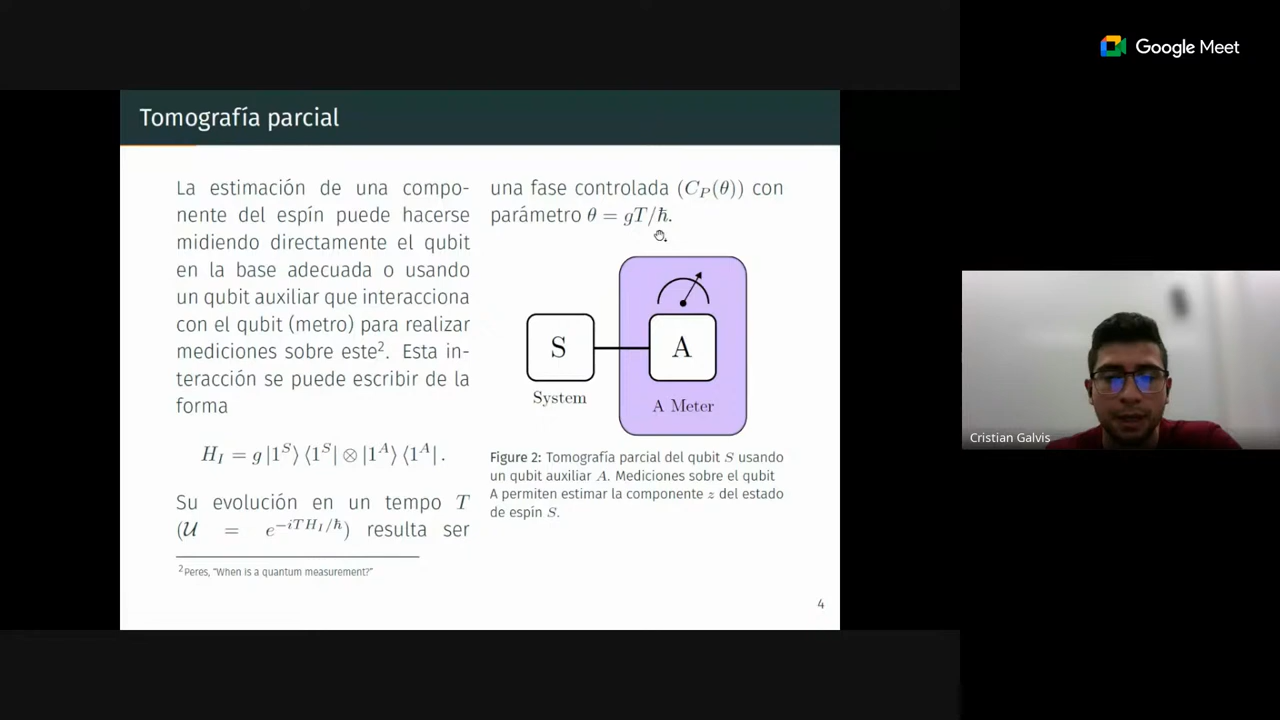 Google Meet
Tomografía parcial
La estimación de una compo-
nente del espín puede hacerse
midiendo directamente el qubit
en la base adecuada o usando
un qubit auxiliar que interacciona
con el qubit (metro) para realizar
mediciones sobre este². Esta in-
teracción se puede escribir de la
forma
H_I = g |1^S⟩ ⟨1^S| ⊗ |1^A⟩ ⟨1^A| .
Su evolución en un tempo T
(𝒰 = e^{-iTH_I/ħ}) resulta ser
²Peres, “When is a quantum measurement?”
una fase controlada (C_P(θ)) con
parámetro θ = gT/ħ.
S
A
System
A Meter
Figure 2: Tomografía parcial del qubit S usando
un qubit auxiliar A. Mediciones sobre el qubit
A permiten estimar la componente z del estado
de espín S.
4
Cristian Galvis